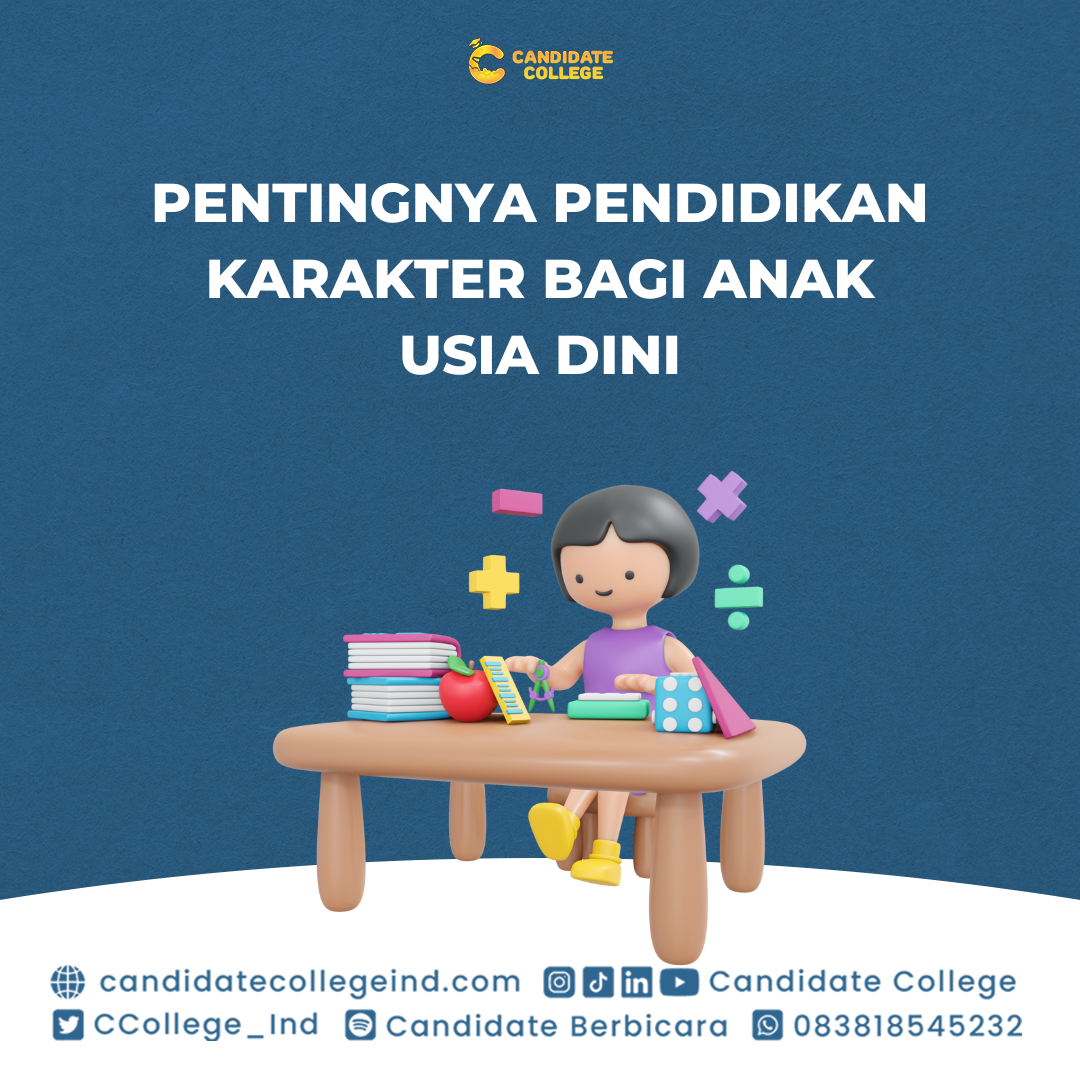 CANDIDATE
COLLEGE
PENTINGNYA PENDIDIKAN
KARAKTER BAGI ANAK
USIA DINI
candidatecollegeind.com Candidate College
CCollege_Ind Candidate Berbicara 083818545232